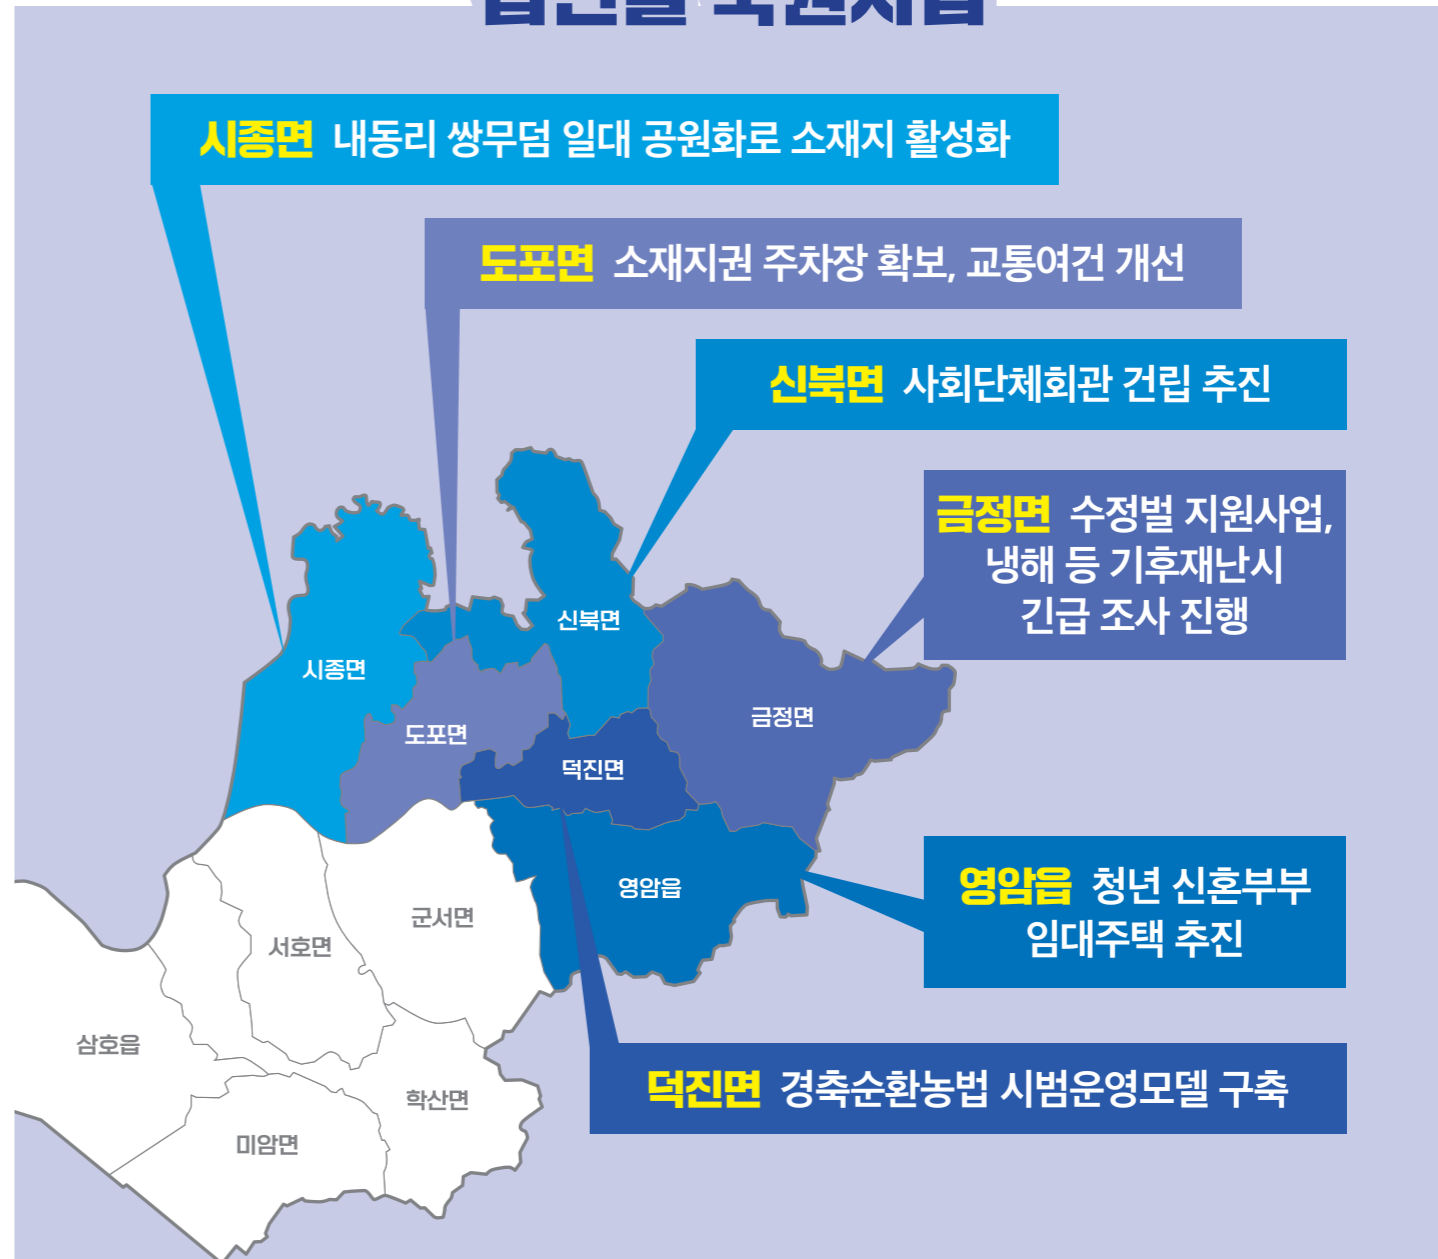 시종면 내동리 쌍무덤 일대 공원화로 소재지 활성화
도포면 소재지권 주차장 확보, 교통여건 개선
신북면 사회단체회관 건립 추진
금정면 수정벌 지원사업,
냉해 등 기후재난시
긴급 조사 진행
신북면
시종면
금정면
도포면
덕진면
영암읍
영암읍 청년 신혼부부
임대주택 추진
군서면
서호면
삼호읍
덕진면 경축순환농법 시범운영모델 구축
학산면
미암면